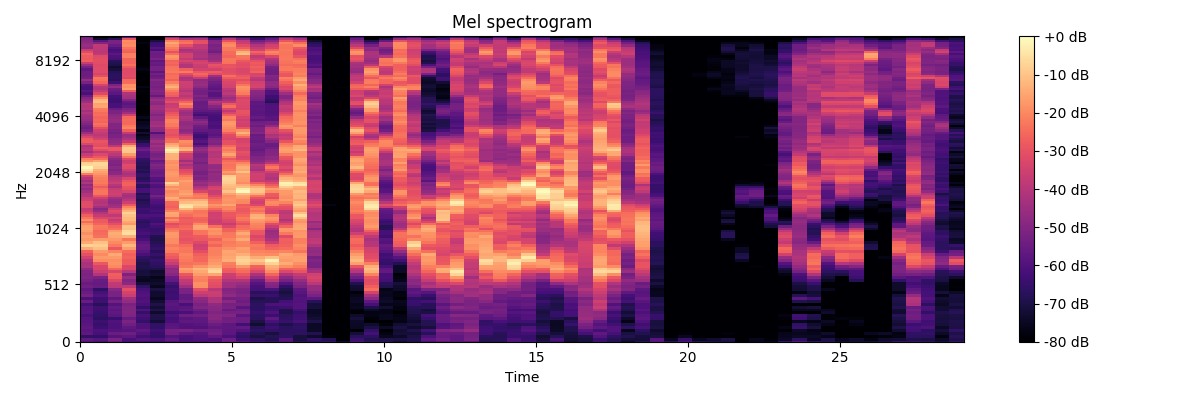 Mel spectrogram
Hz
8192
4096
2048
1024
512
0
0 5 10 15 20 25
Time
+0 dB
-10 dB
-20 dB
-30 dB
-40 dB
-50 dB
-60 dB
-70 dB
-80 dB